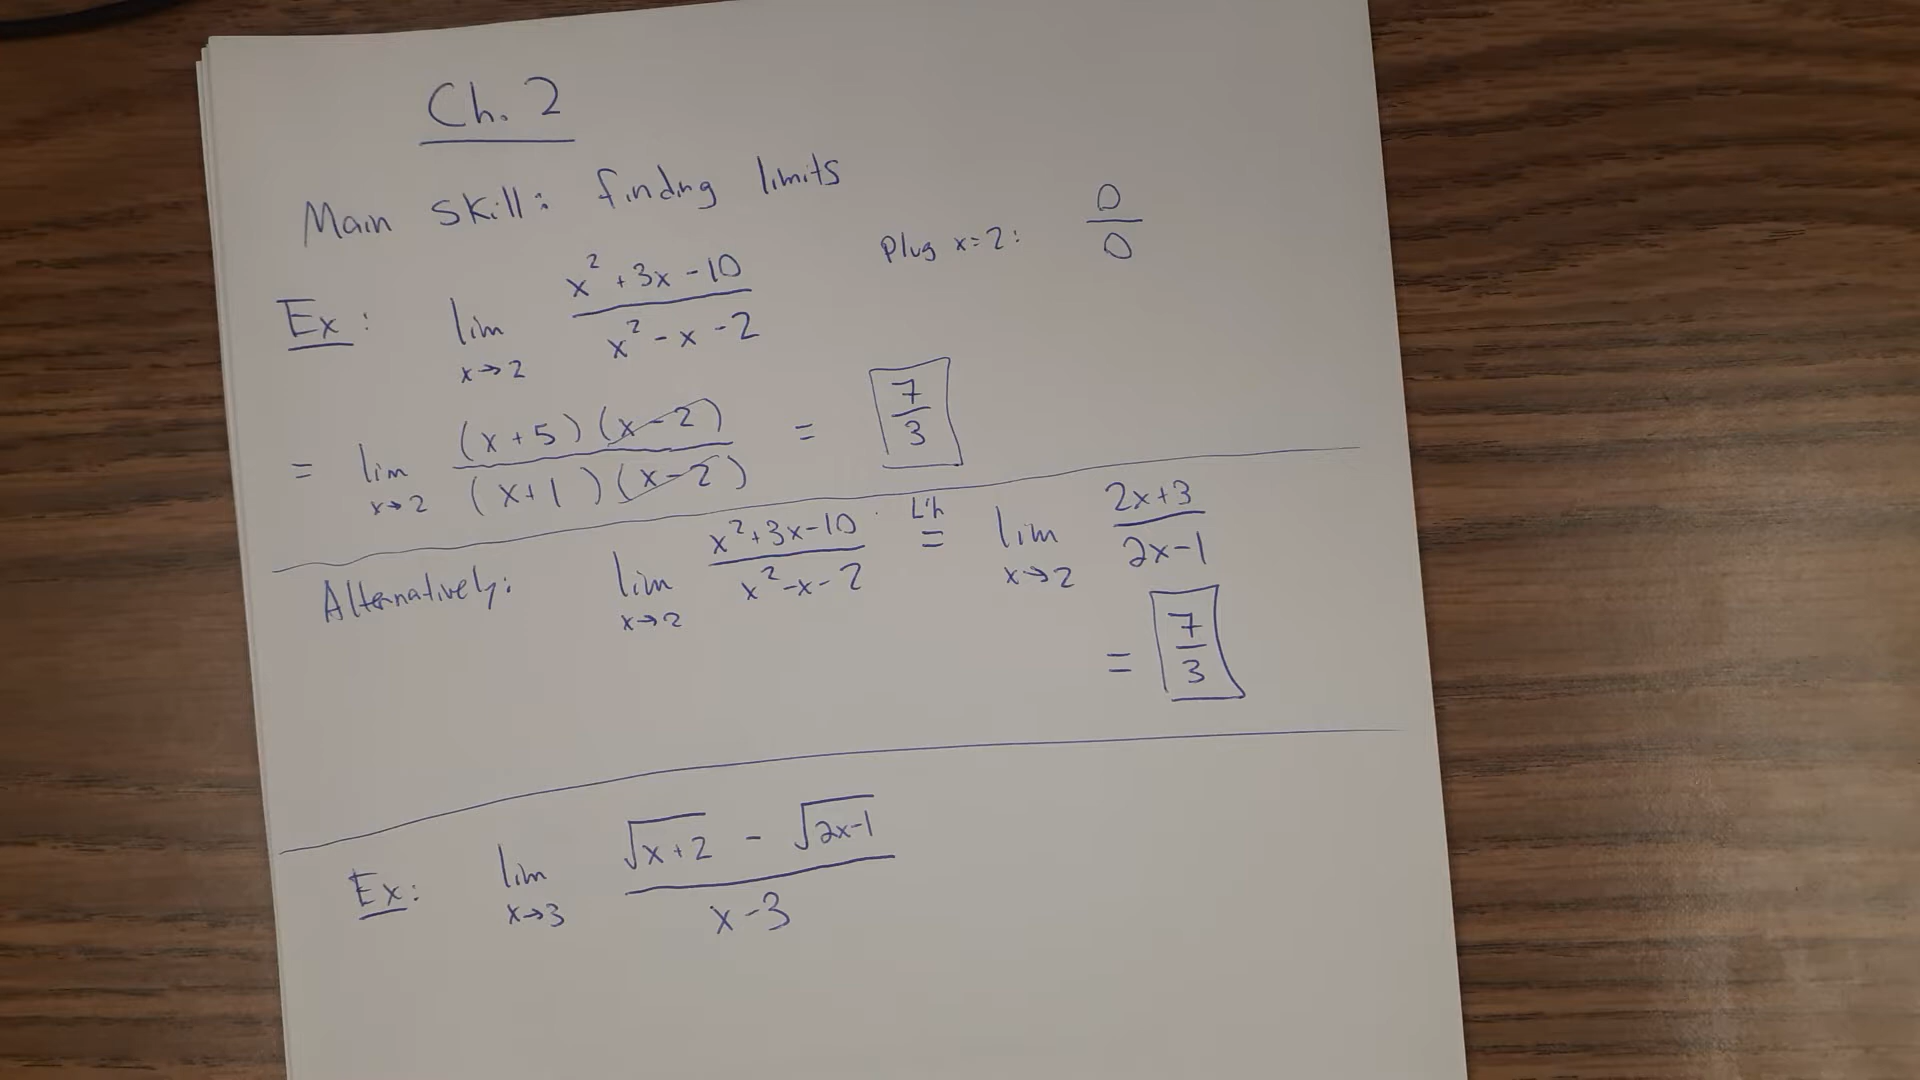 Ch. 2
Main skill: finding limits
Plug x=2: 0/0
Ex: lim x→2 (x² + 3x - 10)/(x² - x - 2)
= lim x→2 ((x+5)(x-2))/((x+1)(x-2)) = 7/3
Alternatively: lim x→2 (x²+3x-10)/(x²-x-2) L'H = lim x→2 (2x+3)/(2x-1)
= 7/3
Ex: lim x→3 (√(x+2) - √(2x-1))/(x-3)